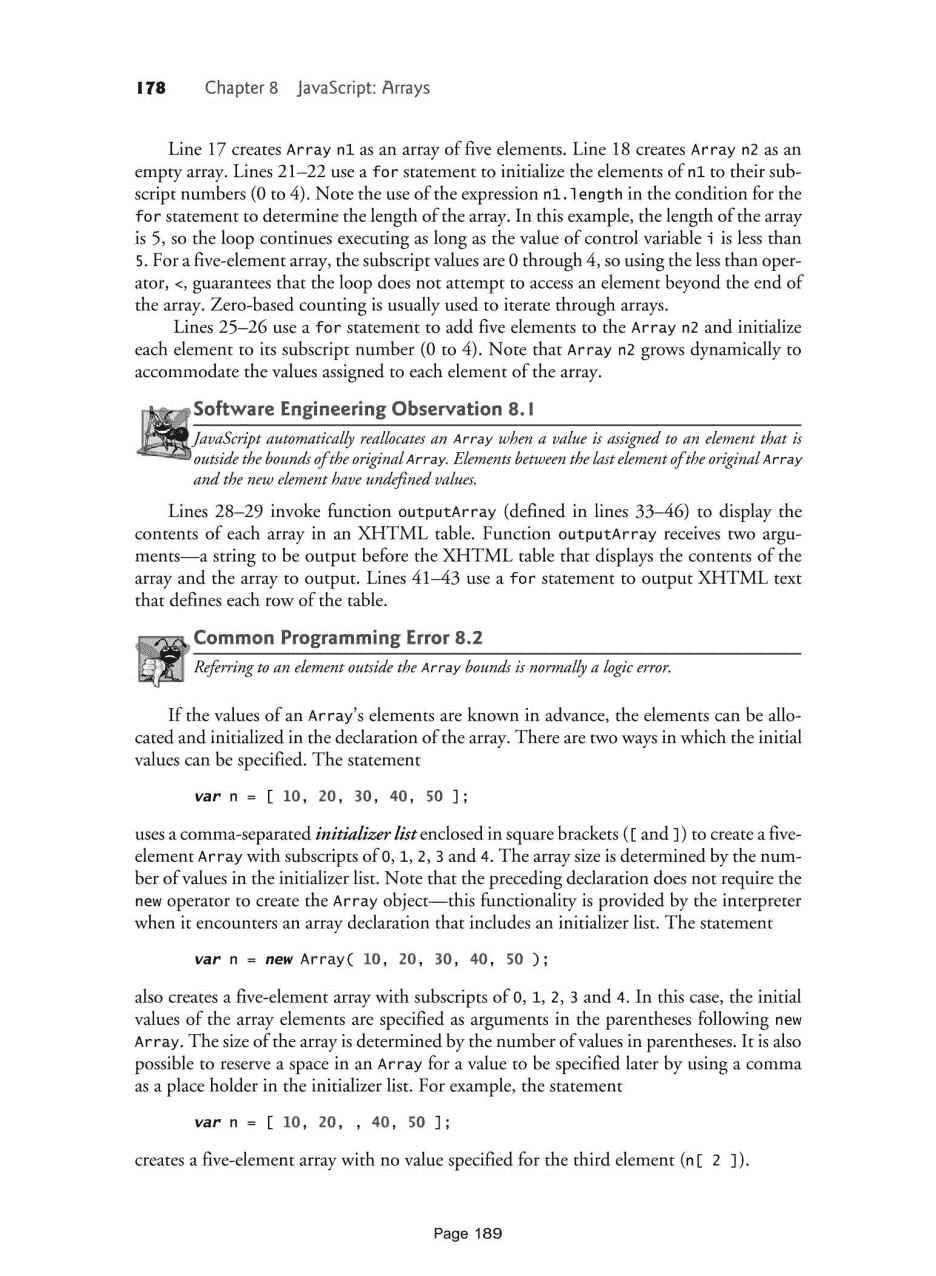 178 Chapter 8 JavaScript: Arrays
Line 17 creates Array n1 as an array of five elements. Line 18 creates Array n2 as an
empty array. Lines 21–22 use a for statement to initialize the elements of n1 to their sub-
script numbers (0 to 4). Note the use of the expression n1.length in the condition for the
for statement to determine the length of the array. In this example, the length of the array
is 5, so the loop continues executing as long as the value of control variable i is less than
5. For a five-element array, the subscript values are 0 through 4, so using the less than oper-
ator, <, guarantees that the loop does not attempt to access an element beyond the end of
the array. Zero-based counting is usually used to iterate through arrays.
Lines 25–26 use a for statement to add five elements to the Array n2 and initialize
each element to its subscript number (0 to 4). Note that Array n2 grows dynamically to
accommodate the values assigned to each element of the array.
Software Engineering Observation 8.1
JavaScript automatically reallocates an Array when a value is assigned to an element that is
outside the bounds of the original Array. Elements between the last element of the original Array
and the new element have undefined values.
Lines 28–29 invoke function outputArray (defined in lines 33–46) to display the
contents of each array in an XHTML table. Function outputArray receives two argu-
ments—a string to be output before the XHTML table that displays the contents of the
array and the array to output. Lines 41–43 use a for statement to output XHTML text
that defines each row of the table.
Common Programming Error 8.2
Referring to an element outside the Array bounds is normally a logic error.
If the values of an Array's elements are known in advance, the elements can be allo-
cated and initialized in the declaration of the array. There are two ways in which the initial
values can be specified. The statement
var n = [ 10, 20, 30, 40, 50 ];
uses a comma-separated initializer list enclosed in square brackets ([ and ]) to create a five-
element Array with subscripts of 0, 1, 2, 3 and 4. The array size is determined by the num-
ber of values in the initializer list. Note that the preceding declaration does not require the
new operator to create the Array object—this functionality is provided by the interpreter
when it encounters an array declaration that includes an initializer list. The statement
var n = new Array( 10, 20, 30, 40, 50 );
also creates a five-element array with subscripts of 0, 1, 2, 3 and 4. In this case, the initial
values of the array elements are specified as arguments in the parentheses following new
Array. The size of the array is determined by the number of values in parentheses. It is also
possible to reserve a space in an Array for a value to be specified later by using a comma
as a place holder in the initializer list. For example, the statement
var n = [ 10, 20, , 40, 50 ];
creates a five-element array with no value specified for the third element (n[ 2 ]).
Page 189